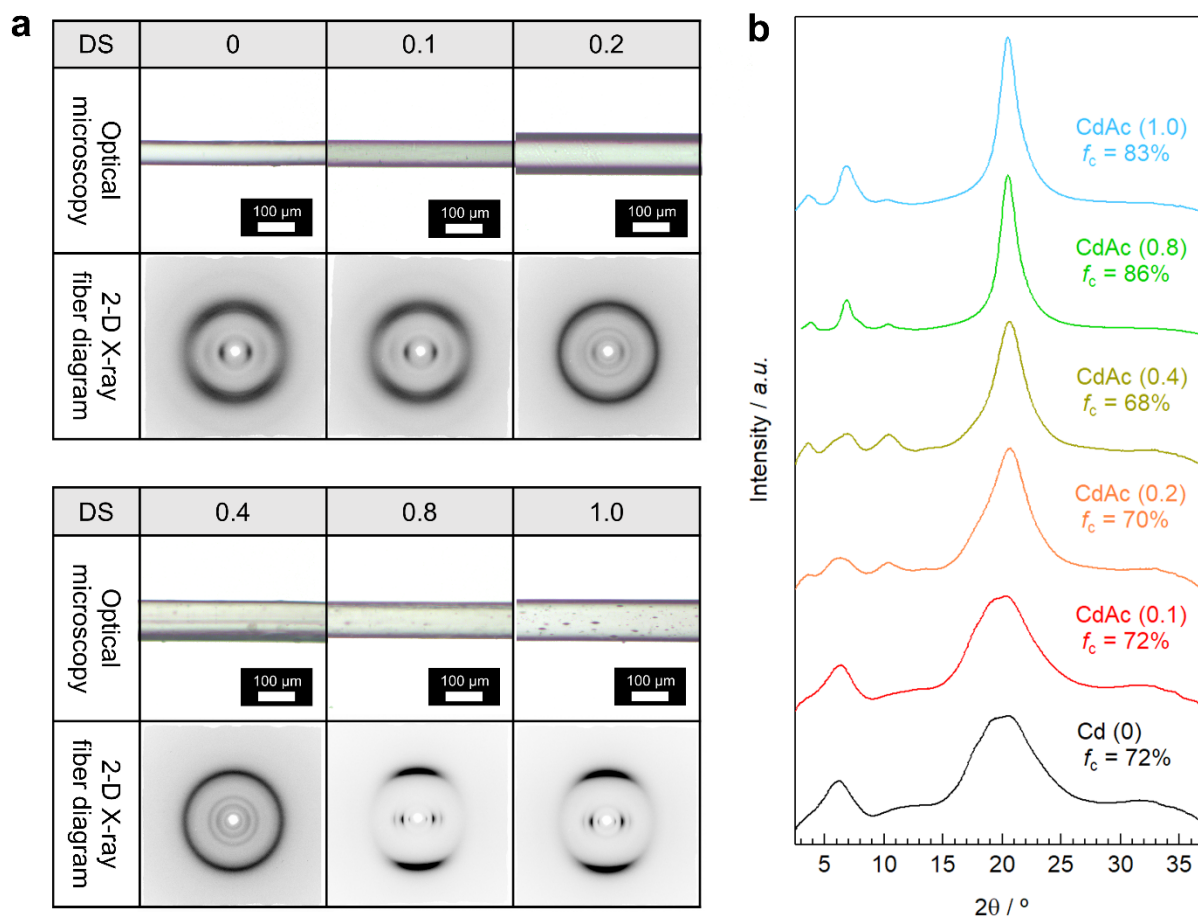 a
DS 0 0.1 0.2
Optical
microscopy
100 µm 100 µm 100 µm
2-D X-ray
fiber diagram
DS 0.4 0.8 1.0
Optical
microscopy
100 µm 100 µm 100 µm
2-D X-ray
fiber diagram
b
Intensity / a.u.
CdAc (1.0)
fc = 83%
CdAc (0.8)
fc = 86%
CdAc (0.4)
fc = 68%
CdAc (0.2)
fc = 70%
CdAc (0.1)
fc = 72%
Cd (0)
fc = 72%
5 10 15 20 25 30 35
2θ / º